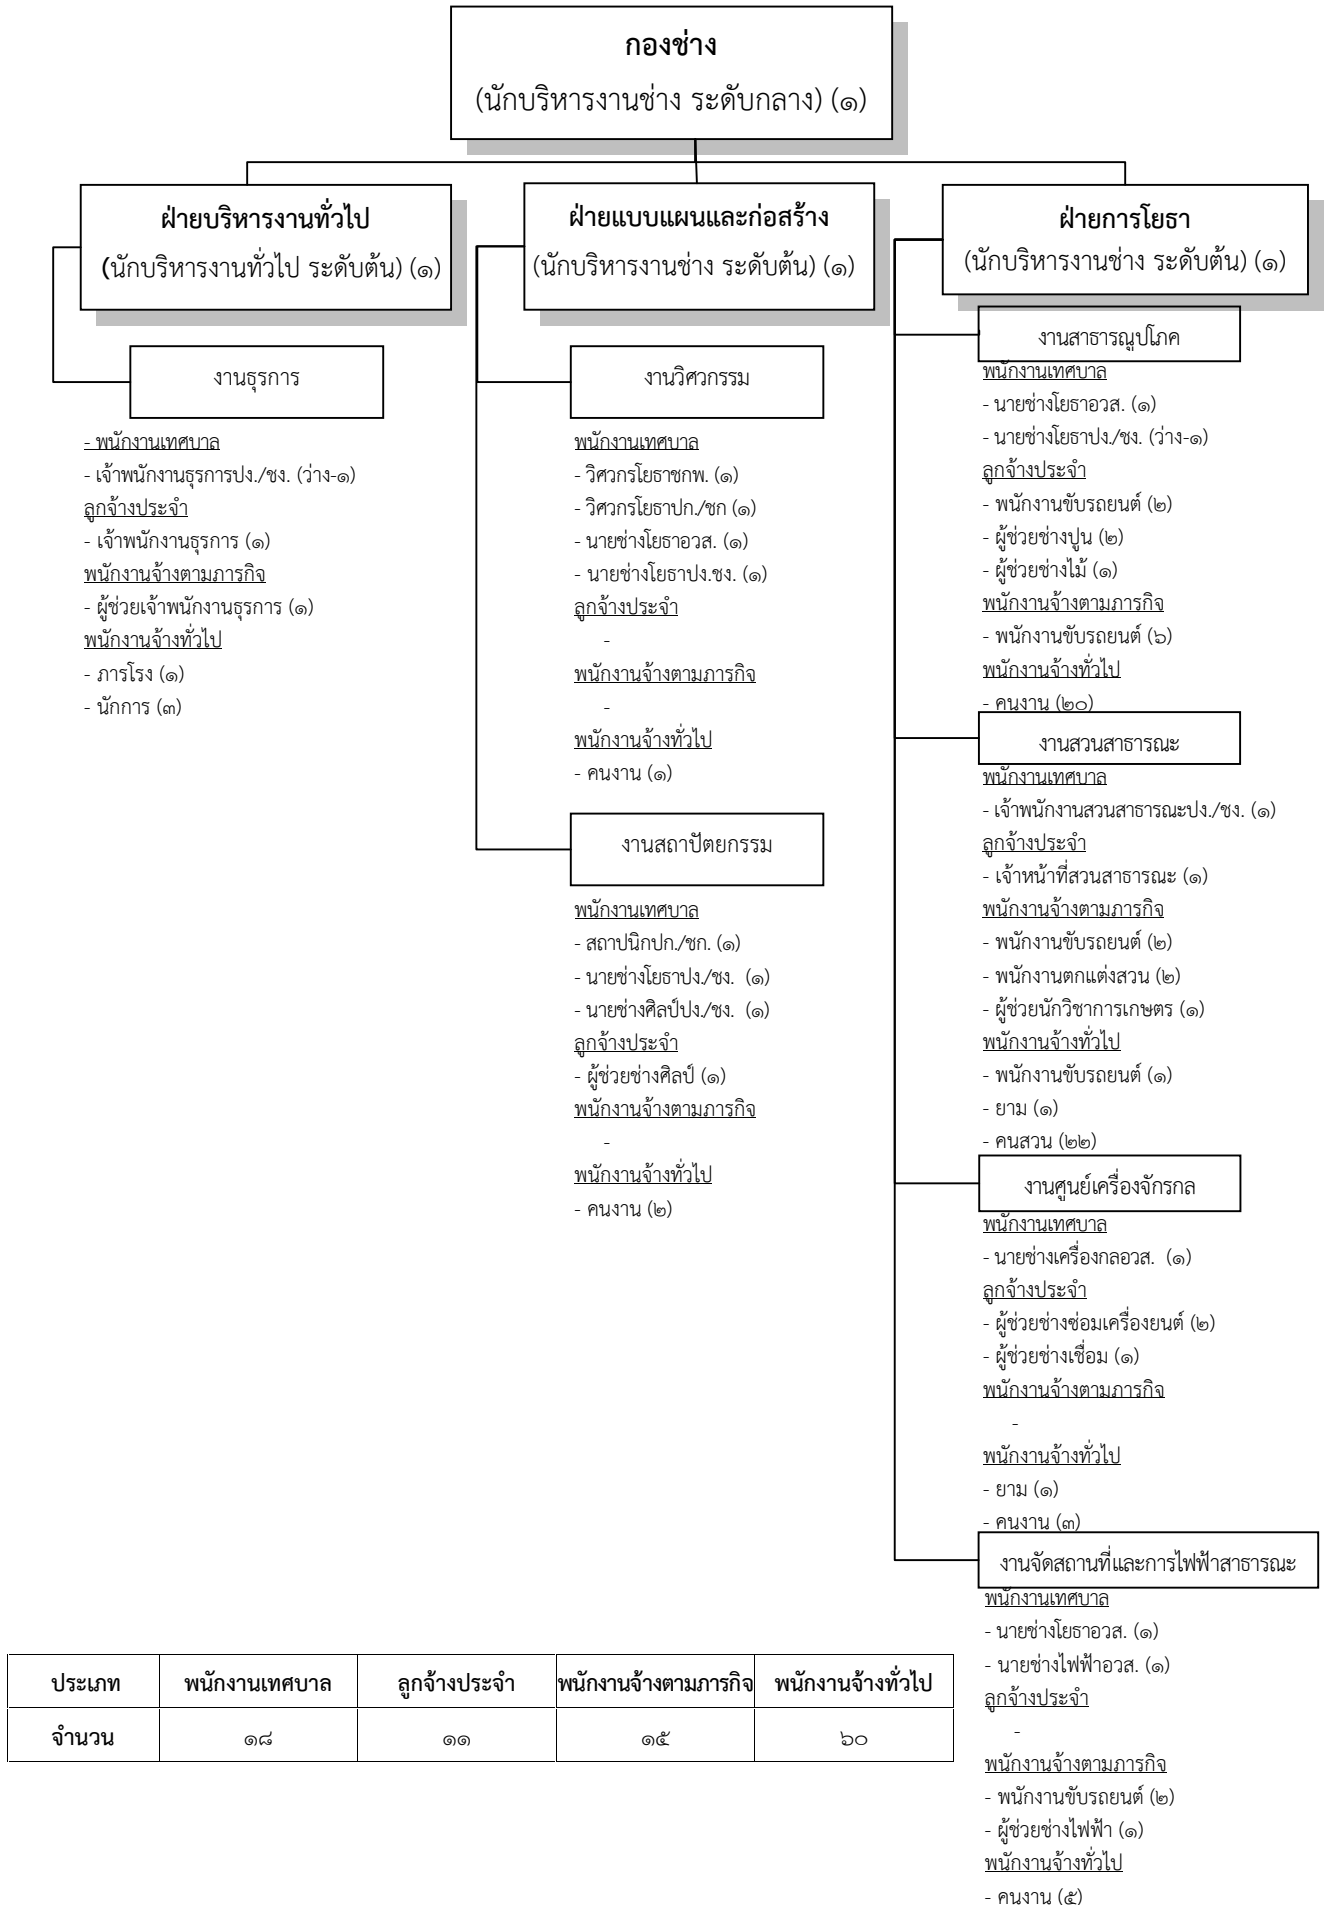 กองช่าง
(นักบริหารงานช่าง ระดับกลาง) (๑)
ฝ่ายบริหารงานทั่วไป
(นักบริหารงานทั่วไป ระดับต้น) (๑)
งานธุรการ
- พนักงานเทศบาล
- เจ้าพนักงานธุรการปง./ชง. (ว่าง-๑)
ลูกจ้างประจำ
- เจ้าพนักงานธุรการ (๑)
พนักงานจ้างตามภารกิจ
- ผู้ช่วยเจ้าพนักงานธุรการ (๑)
พนักงานจ้างทั่วไป
- ภารโรง (๑)
- นักการ (๓)
ฝ่ายแบบแผนและก่อสร้าง
(นักบริหารงานช่าง ระดับต้น) (๑)
งานวิศวกรรม
พนักงานเทศบาล
- วิศวกรโยธาชกพ. (๑)
- วิศวกรโยธาปก./ชก (๑)
- นายช่างโยธาอวส. (๑)
- นายช่างโยธาปง.ชง. (๑)
ลูกจ้างประจำ
-
พนักงานจ้างตามภารกิจ
-
พนักงานจ้างทั่วไป
- คนงาน (๑)
งานสถาปัตยกรรม
พนักงานเทศบาล
- สถาปนิกปก./ชก. (๑)
- นายช่างโยธาปง./ชง. (๑)
- นายช่างศิลป์ปง./ชง. (๑)
ลูกจ้างประจำ
- ผู้ช่วยช่างศิลป์ (๑)
พนักงานจ้างตามภารกิจ
-
พนักงานจ้างทั่วไป
- คนงาน (๒)
ฝ่ายการโยธา
(นักบริหารงานช่าง ระดับต้น) (๑)
งานสาธารณูปโภค
พนักงานเทศบาล
- นายช่างโยธาอวส. (๑)
- นายช่างโยธาปง./ชง. (ว่าง-๑)
ลูกจ้างประจำ
- พนักงานขับรถยนต์ (๒)
- ผู้ช่วยช่างปูน (๒)
- ผู้ช่วยช่างไม้ (๑)
พนักงานจ้างตามภารกิจ
- พนักงานขับรถยนต์ (๖)
พนักงานจ้างทั่วไป
- คนงาน (๒๐)
งานสวนสาธารณะ
พนักงานเทศบาล
- เจ้าพนักงานสวนสาธารณะปง./ชง. (๑)
ลูกจ้างประจำ
- เจ้าหน้าที่สวนสาธารณะ (๑)
พนักงานจ้างตามภารกิจ
- พนักงานขับรถยนต์ (๒)
- พนักงานตกแต่งสวน (๒)
- ผู้ช่วยนักวิชาการเกษตร (๑)
พนักงานจ้างทั่วไป
- พนักงานขับรถยนต์ (๑)
- ยาม (๑)
- คนสวน (๒๒)
งานศูนย์เครื่องจักรกล
พนักงานเทศบาล
- นายช่างเครื่องกลอวส. (๑)
ลูกจ้างประจำ
- ผู้ช่วยช่างซ่อมเครื่องยนต์ (๒)
- ผู้ช่วยช่างเชื่อม (๑)
พนักงานจ้างตามภารกิจ
-
พนักงานจ้างทั่วไป
- ยาม (๑)
- คนงาน (๓)
งานจัดสถานที่และการไฟฟ้าสาธารณะ
พนักงานเทศบาล
- นายช่างโยธาอวส. (๑)
- นายช่างไฟฟ้าอวส. (๑)
ลูกจ้างประจำ
-
พนักงานจ้างตามภารกิจ
- พนักงานขับรถยนต์ (๒)
- ผู้ช่วยช่างไฟฟ้า (๑)
พนักงานจ้างทั่วไป
- คนงาน (๕)
ประเภท พนักงานเทศบาล ลูกจ้างประจำ พนักงานจ้างตามภารกิจ พนักงานจ้างทั่วไป
จำนวน ๑๘ ๑๑ ๑๕ ๖๐